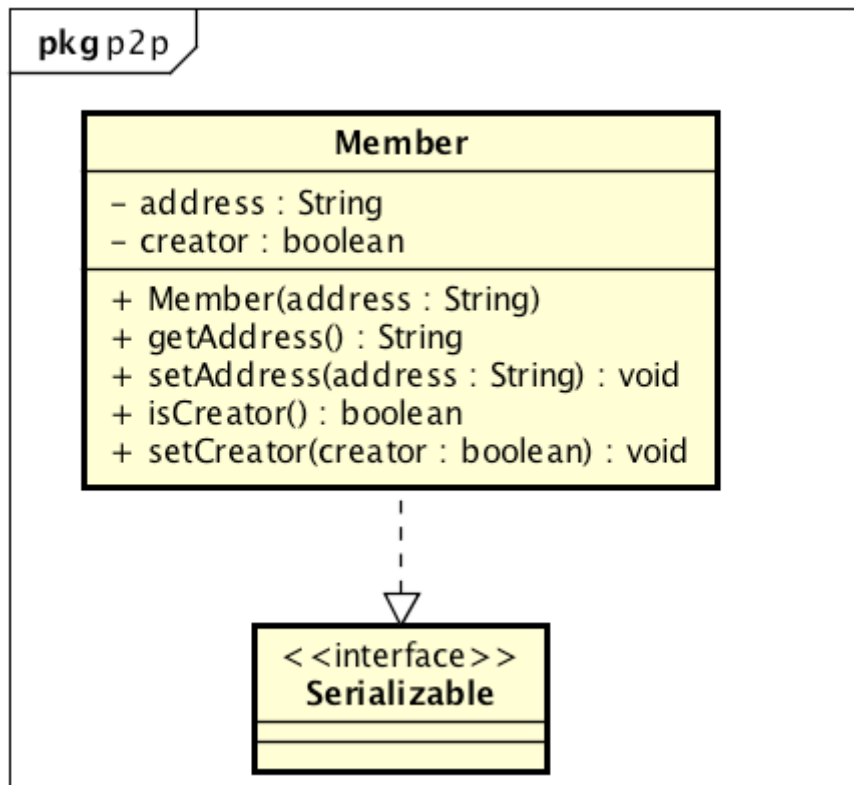 pkg p2p
Member
- address : String
- creator : boolean
+ Member(address : String)
+ getAddress() : String
+ setAddress(address : String) : void
+ isCreator() : boolean
+ setCreator(creator : boolean) : void
<<interface>>
Serializable